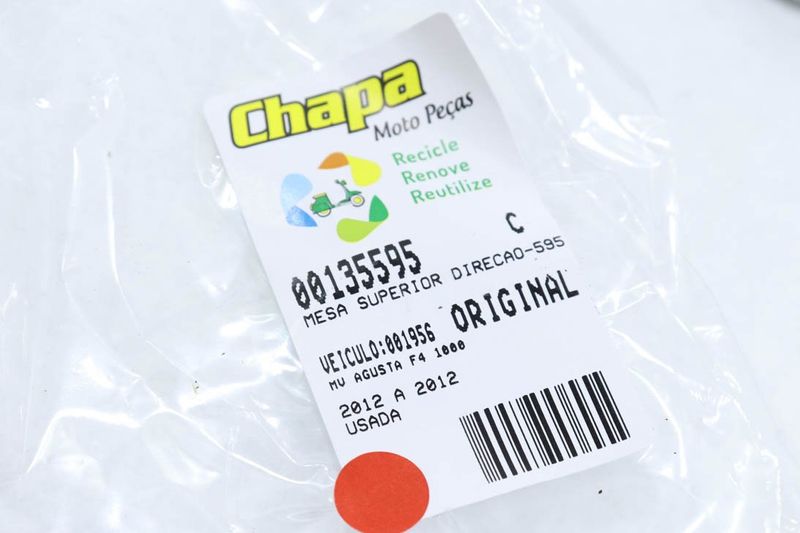 Chapa
Moto Peças
Recicle
Renove
Reutilize
C
00135595
MESA SUPERIOR DIRECAO-595
ORIGINAL
VEICULO:001956
MV AGUSTA F4 1000
2012 A 2012
USADA